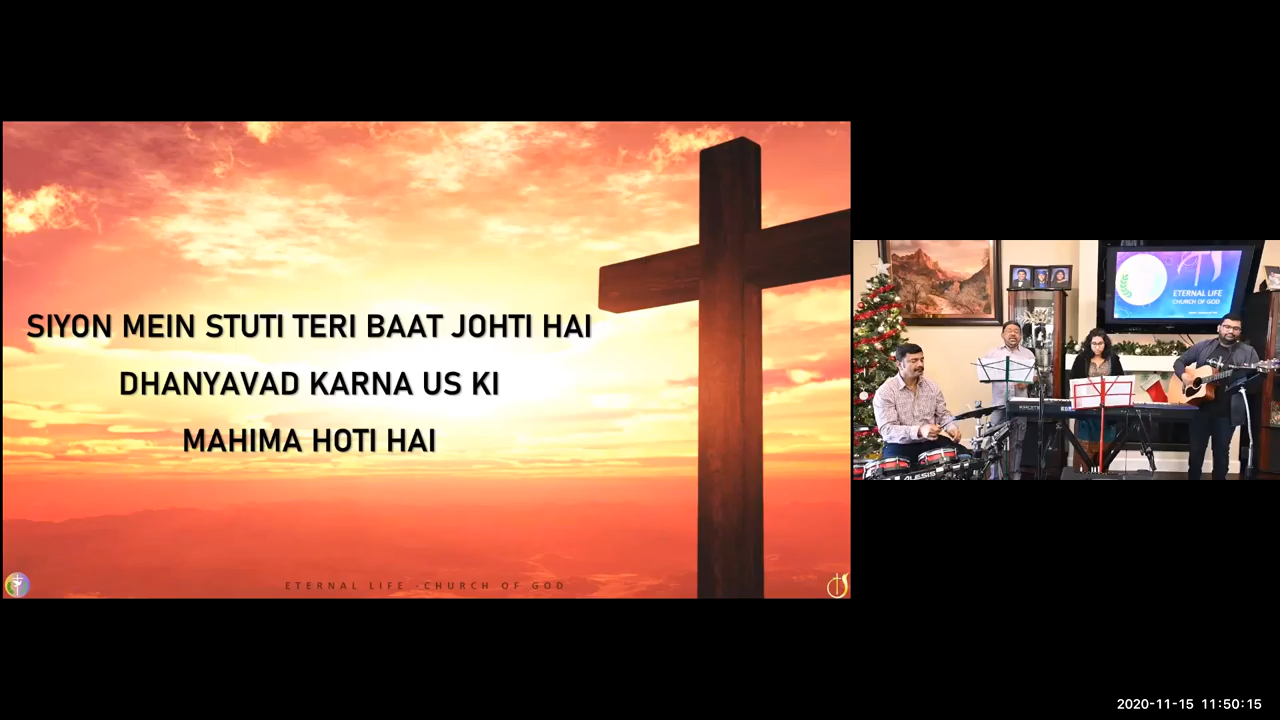 SIYON MEIN STUTI TERI BAAT JOHTI HAI
DHANYAVAD KARNA US KI
MAHIMA HOTI HAI
ETERNAL LIFE - CHURCH OF GOD
ETERNAL LIFE
CHURCH OF GOD
ALESIS
2020-11-15 11:50:15